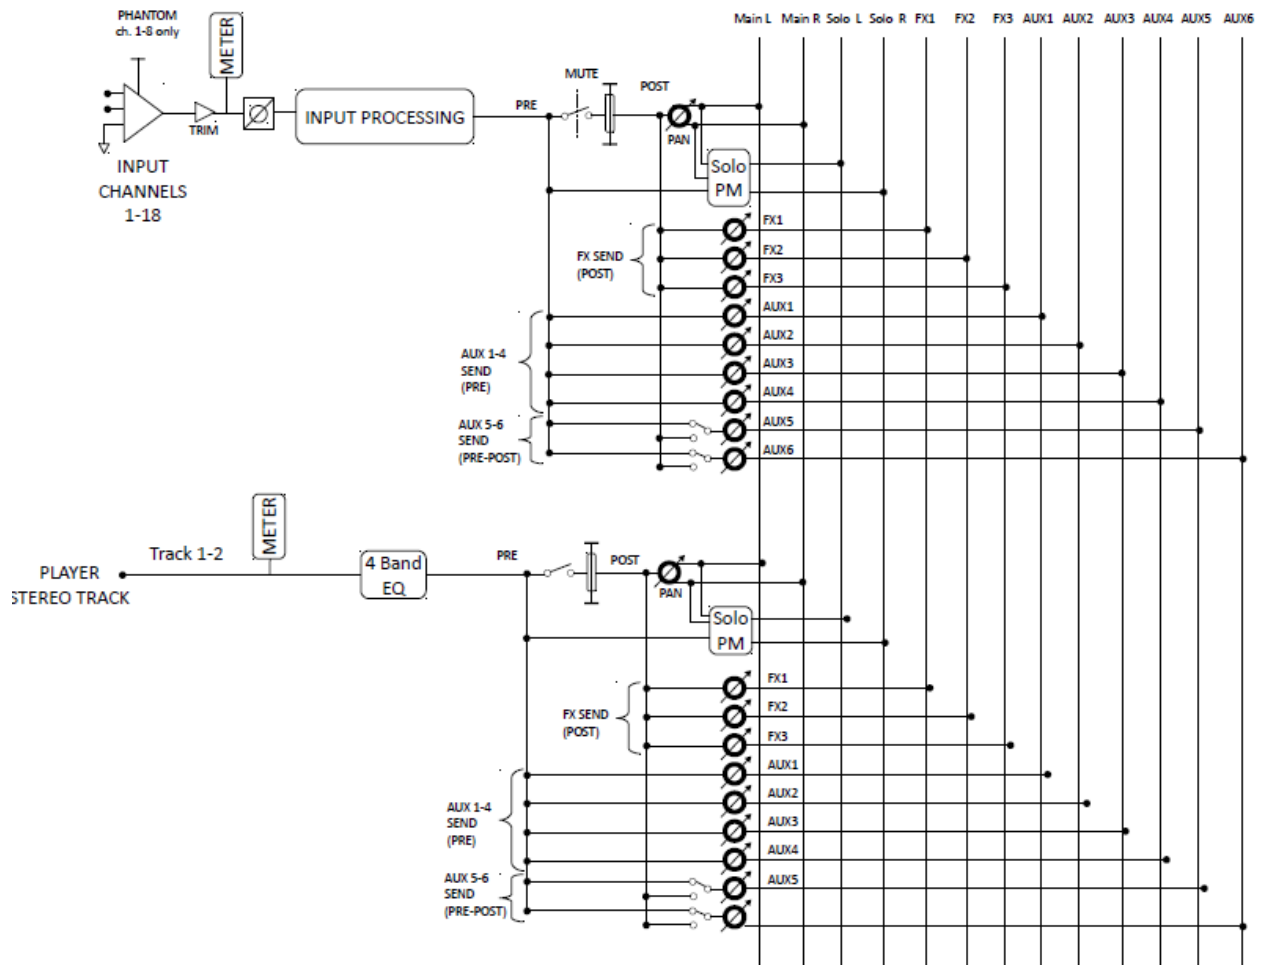 Main L Main R Solo L Solo R FX1 FX2 FX3 AUX1 AUX2 AUX3 AUX4 AUX5 AUX6
PHANTOM
ch. 1-8 only
METER
TRIM
INPUT PROCESSING
PRE
MUTE
POST
PAN
INPUT
CHANNELS
1-18
Solo
PM
FX SEND
(POST)
FX1
FX2
FX3
AUX 1-4
SEND
(PRE)
AUX1
AUX2
AUX3
AUX4
AUX 5-6
SEND
(PRE-POST)
AUX5
AUX6
PLAYER
STEREO TRACK
Track 1-2
METER
4 Band
EQ
PRE
POST
PAN
Solo
PM
FX SEND
(POST)
FX1
FX2
FX3
AUX 1-4
SEND
(PRE)
AUX1
AUX2
AUX3
AUX4
AUX 5-6
SEND
(PRE-POST)
AUX5